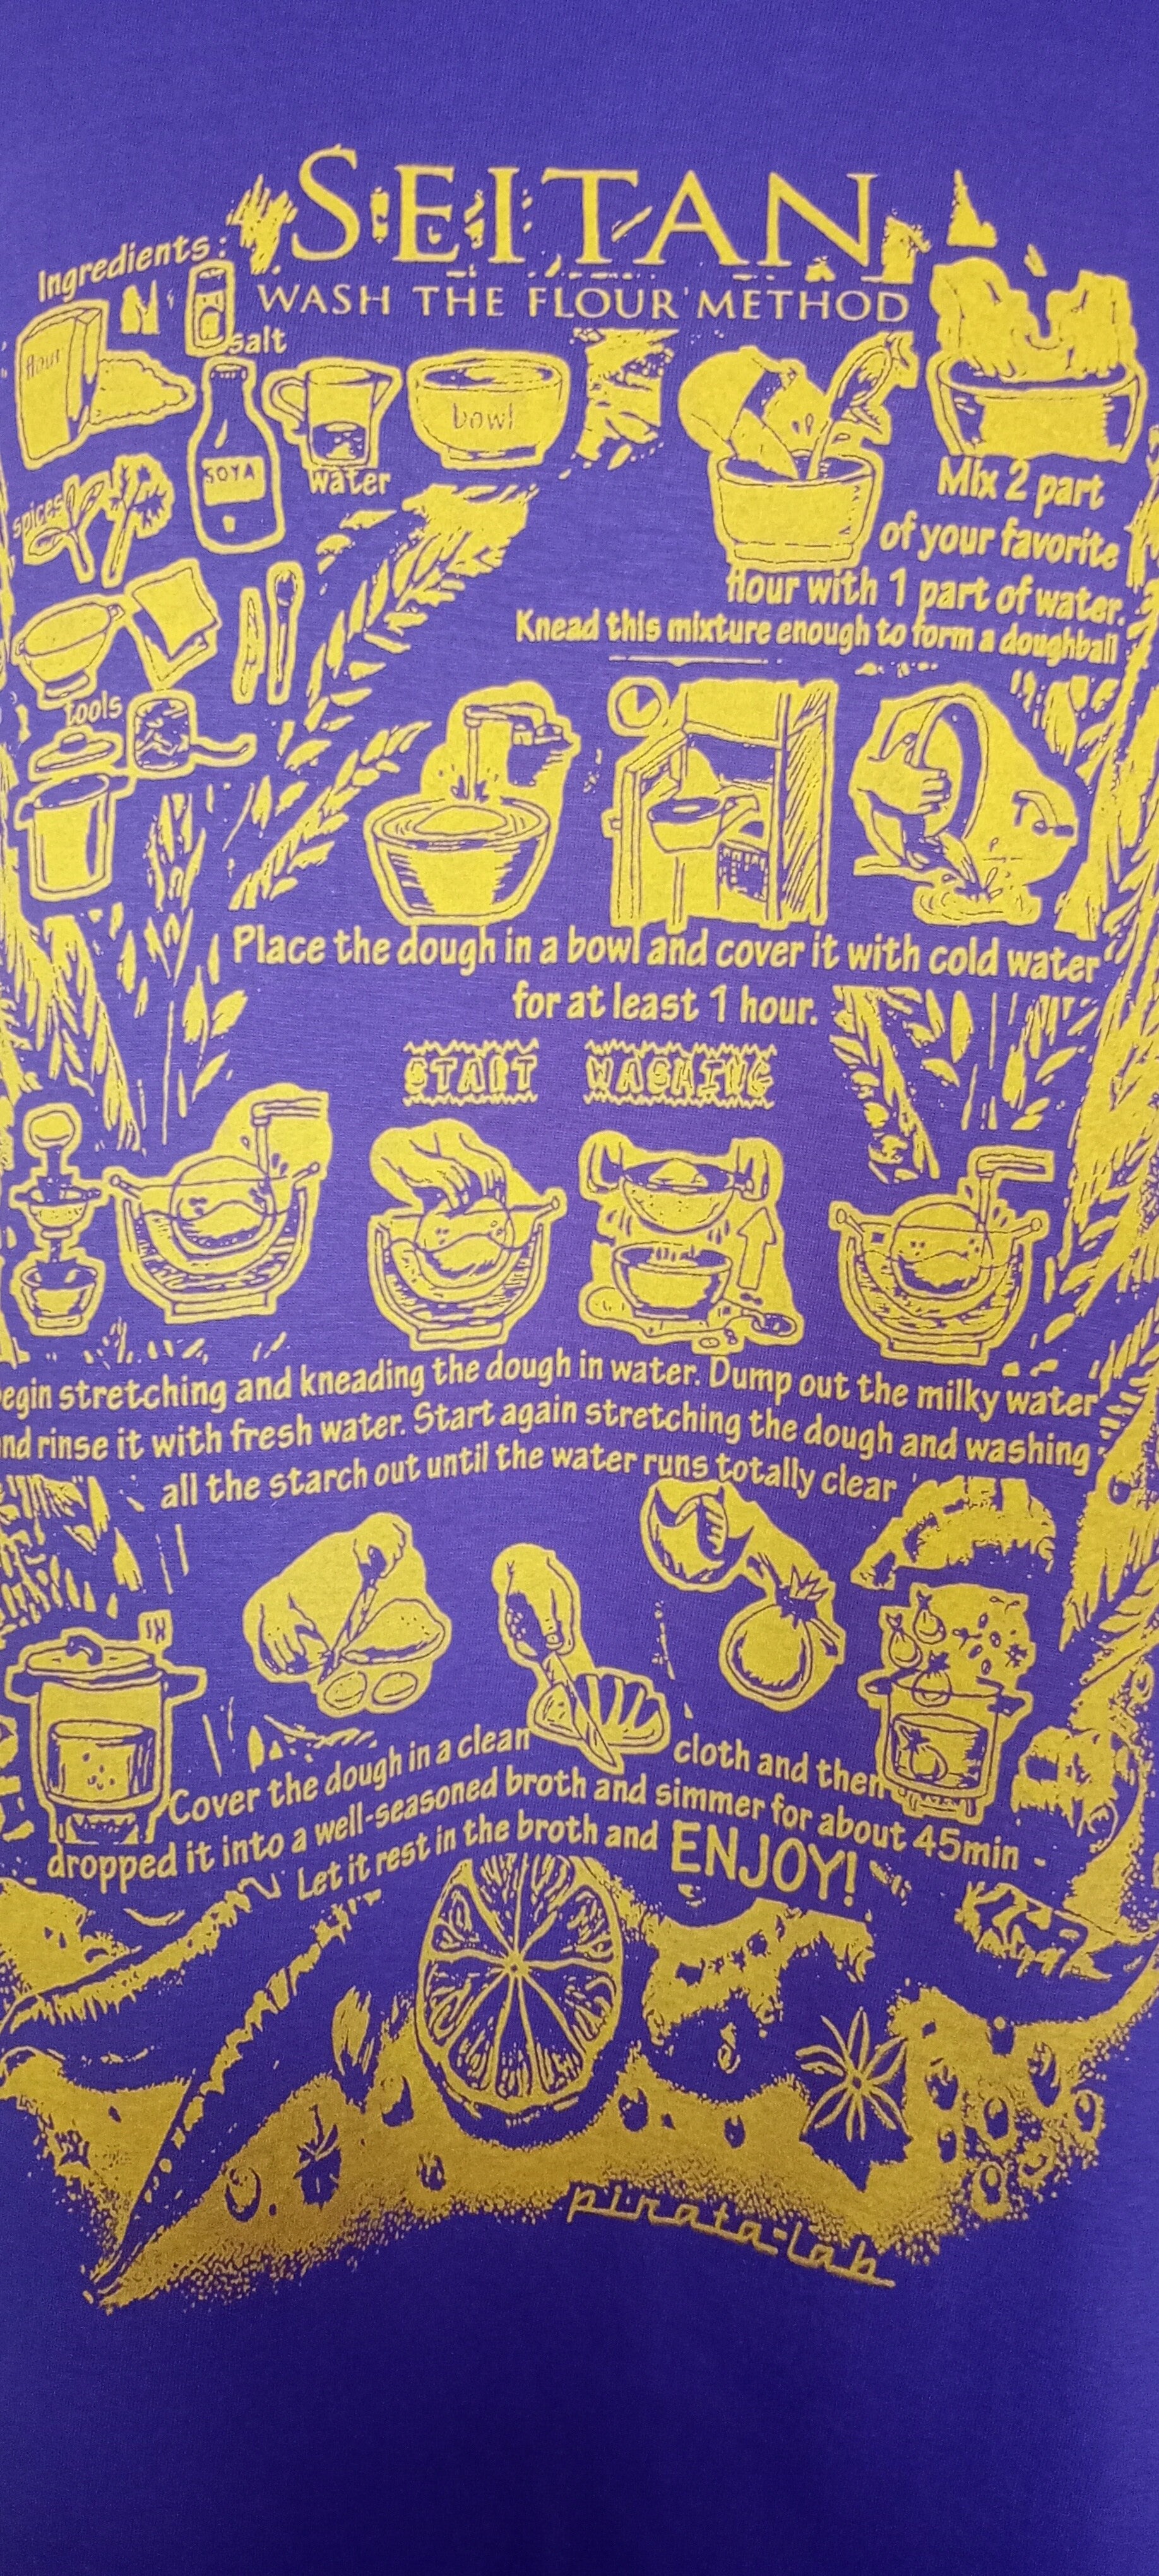 SEITAN
WASH THE FLOUR METHOD
Ingredients:
flour
salt
SOYA
water
bowl
spices
tools
Mix 2 part
of your favorite
flour with 1 part of water.
Knead this mixture enough to form a doughball
Place the dough in a bowl and cover it with cold water
for at least 1 hour.
START WASHING
egin stretching and kneading the dough in water. Dump out the milky water
nd rinse it with fresh water. Start again stretching the dough and washing
all the starch out until the water runs totally clear
Cover the dough in a clean cloth and then
dropped it into a well-seasoned broth and simmer for about 45min
Let it rest in the broth and ENJOY!
pirata-lab